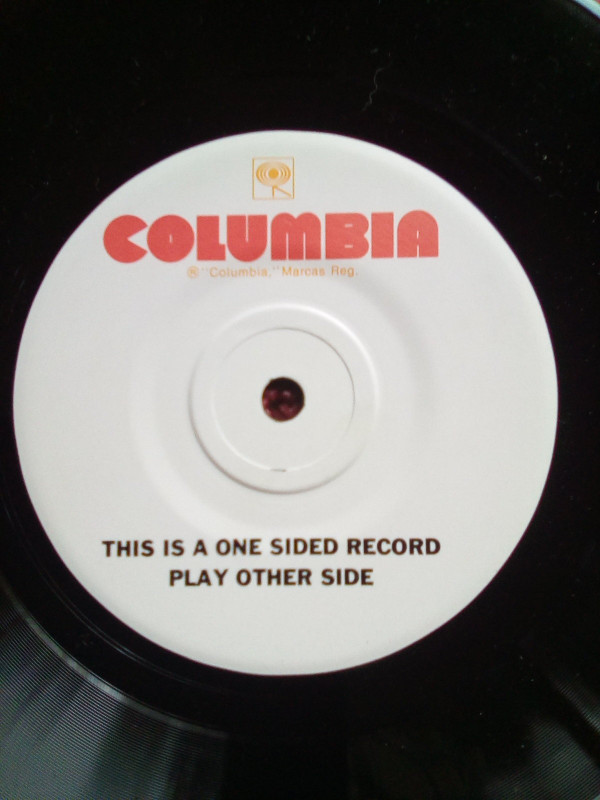 COLUMBIA
® "Columbia," Marcas Reg.
THIS IS A ONE SIDED RECORD
PLAY OTHER SIDE